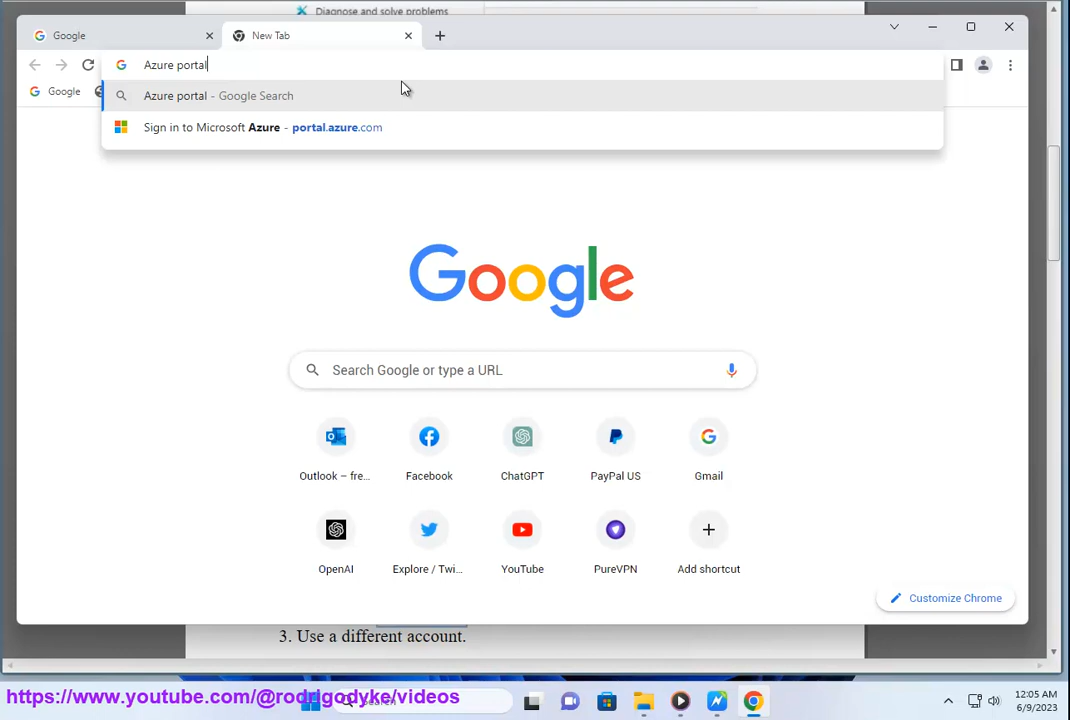 Diagnose and solve problems
Google
New Tab
Azure portal
Google
Azure portal - Google Search
Sign in to Microsoft Azure - portal.azure.com
Google
Search Google or type a URL
Outlook – fre...
Facebook
ChatGPT
PayPal US
Gmail
OpenAI
Explore / Twi...
YouTube
PureVPN
Add shortcut
Customize Chrome
3. Use a different account.
https://www.youtube.com/@rodrigodyke/videos
12:05 AM
6/9/2023